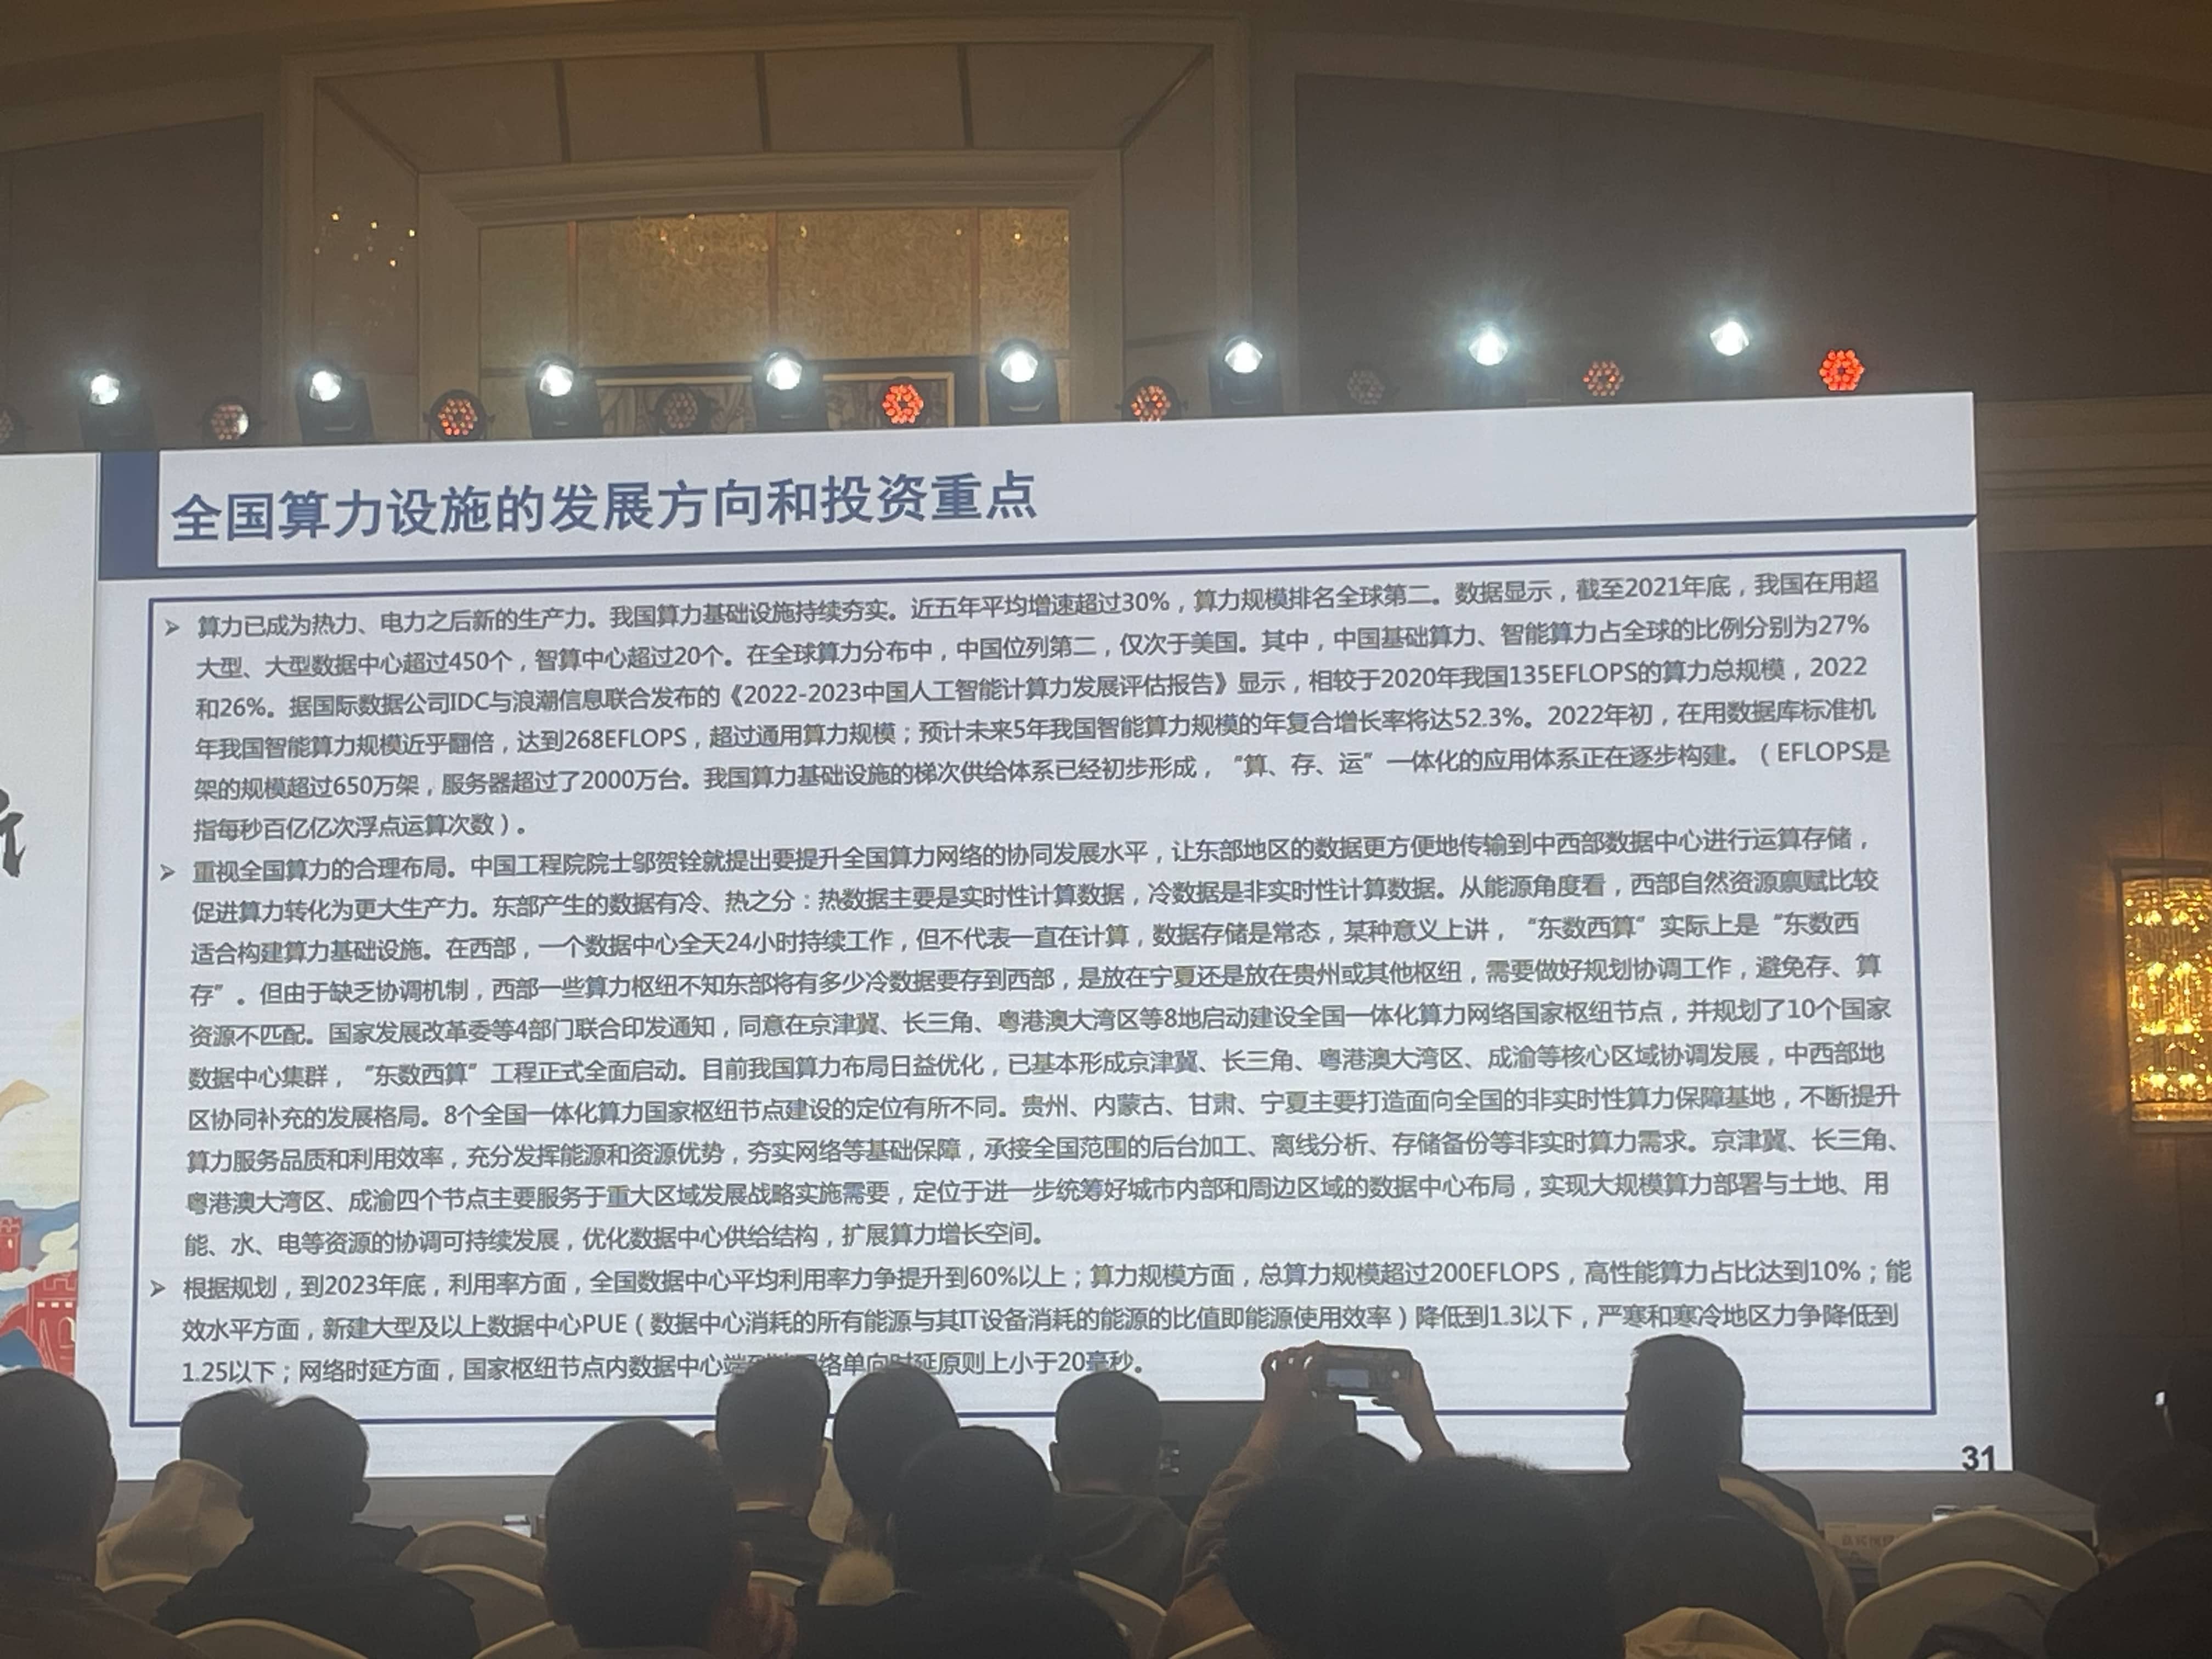 全国算力设施的发展方向和投资重点
➢ 算力已成为热力、电力之后新的生产力。我国算力基础设施持续夯实。近五年平均增速超过30%，算力规模排名全球第二。数据显示，截至2021年底，我国在用超
大型、大型数据中心超过450个，智算中心超过20个。在全球算力分布中，中国位列第二，仅次于美国。其中，中国基础算力、智能算力占全球的比例分别为27%
和26%。据国际数据公司IDC与浪潮信息联合发布的《2022-2023中国人工智能计算力发展评估报告》显示，相较于2020年我国135EFLOPS的算力总规模，2022
年我国智能算力规模近乎翻倍，达到268EFLOPS，超过通用算力规模；预计未来5年我国智能算力规模的年复合增长率将达52.3%。2022年初，在用数据库标准机
架的规模超过650万架，服务器超过了2000万台。我国算力基础设施的梯次供给体系已经初步形成，“算、存、运”一体化的应用体系正在逐步构建。（EFLOPS是
指每秒百亿亿次浮点运算次数）。
➢ 重视全国算力的合理布局。中国工程院院士邬贺铨就提出要提升全国算力网络的协同发展水平，让东部地区的数据更方便地传输到中西部数据中心进行运算存储，
促进算力转化为更大生产力。东部产生的数据有冷、热之分：热数据主要是实时性计算数据，冷数据是非实时性计算数据。从能源角度看，西部自然资源禀赋比较
适合构建算力基础设施。在西部，一个数据中心全天24小时持续工作，但不代表一直在计算，数据存储是常态，某种意义上讲，“东数西算”实际上是“东数西
存”。但由于缺乏协调机制，西部一些算力枢纽不知东部将有多少冷数据要存到西部，是放在宁夏还是放在贵州或其他枢纽，需要做好规划协调工作，避免存、算
资源不匹配。国家发展改革委等4部门联合印发通知，同意在京津冀、长三角、粤港澳大湾区等8地启动建设全国一体化算力网络国家枢纽节点，并规划了10个国家
数据中心集群，“东数西算”工程正式全面启动。目前我国算力布局日益优化，已基本形成京津冀、长三角、粤港澳大湾区、成渝等核心区域协调发展，中西部地
区协同补充的发展格局。8个全国一体化算力国家枢纽节点建设的定位有所不同。贵州、内蒙古、甘肃、宁夏主要打造面向全国的非实时性算力保障基地，不断提升
算力服务品质和利用效率，充分发挥能源和资源优势，夯实网络等基础保障，承接全国范围的后台加工、离线分析、存储备份等非实时算力需求。京津冀、长三角、
粤港澳大湾区、成渝四个节点主要服务于重大区域发展战略实施需要，定位于进一步统筹好城市内部和周边区域的数据中心布局，实现大规模算力部署与土地、用
能、水、电等资源的协调可持续发展，优化数据中心供给结构，扩展算力增长空间。
➢ 根据规划，到2023年底，利用率方面，全国数据中心平均利用率力争提升到60%以上；算力规模方面，总算力规模超过200EFLOPS，高性能算力占比达到10%；能
效水平方面，新建大型及以上数据中心PUE（数据中心消耗的所有能源与其IT设备消耗的能源的比值即能源使用效率）降低到1.3以下，严寒和寒冷地区力争降低到
1.25以下；网络时延方面，国家枢纽节点内数据中心端到 络单向时延原则上小于20毫秒。
31